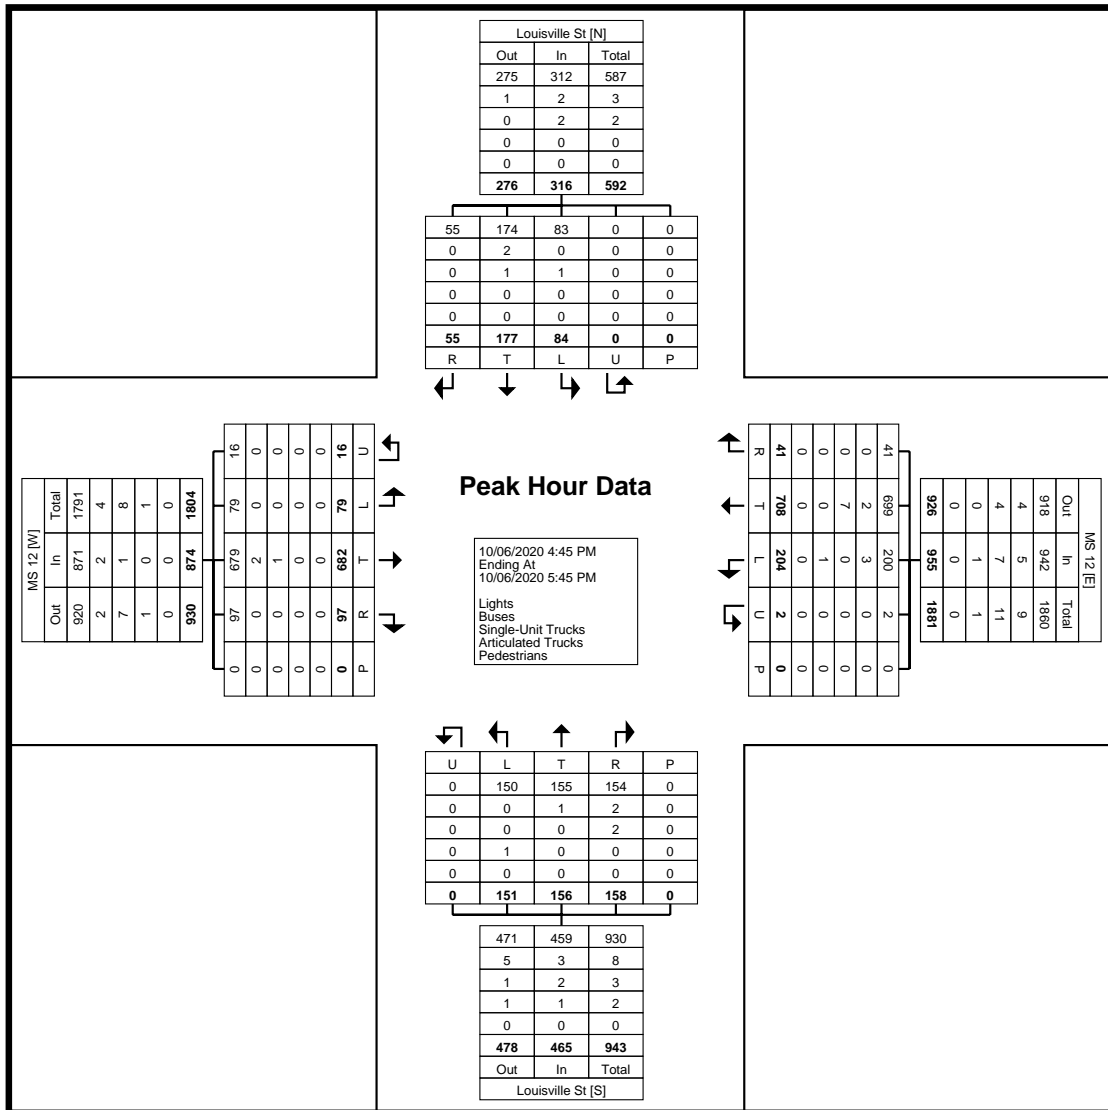 Louisville St [N]
Out In Total
275 312 587
1 2 3
0 2 2
0 0 0
0 0 0
276 316 592
55 174 83 0 0
0 2 0 0 0
0 1 1 0 0
0 0 0 0 0
0 0 0 0 0
55 177 84 0 0
R T L U P
MS 12 [W]
Total 1791 4 8 1 0 1804
In 871 2 1 0 0 874
Out 920 2 7 1 0 930
16 0 0 0 0 16 U
79 0 0 0 0 79 L
679 2 1 0 0 682 T
97 0 0 0 0 97 R
0 0 0 0 0 0 P
Peak Hour Data
10/06/2020 4:45 PM
Ending At
10/06/2020 5:45 PM
Lights
Buses
Single-Unit Trucks
Articulated Trucks
Pedestrians
R 41 0 0 0 0 41
T 708 0 0 7 2 699
L 204 0 1 0 3 200
U 2 0 0 0 0 2
P 0 0 0 0 0 0
926 0 0 4 4 918 Out
955 0 1 7 5 942 In
1881 0 1 11 9 1860 Total
MS 12 [E]
U L T R P
0 150 155 154 0
0 0 1 2 0
0 0 0 2 0
0 1 0 0 0
0 0 0 0 0
0 151 156 158 0
471 459 930
5 3 8
1 2 3
1 1 2
0 0 0
478 465 943
Out In Total
Louisville St [S]